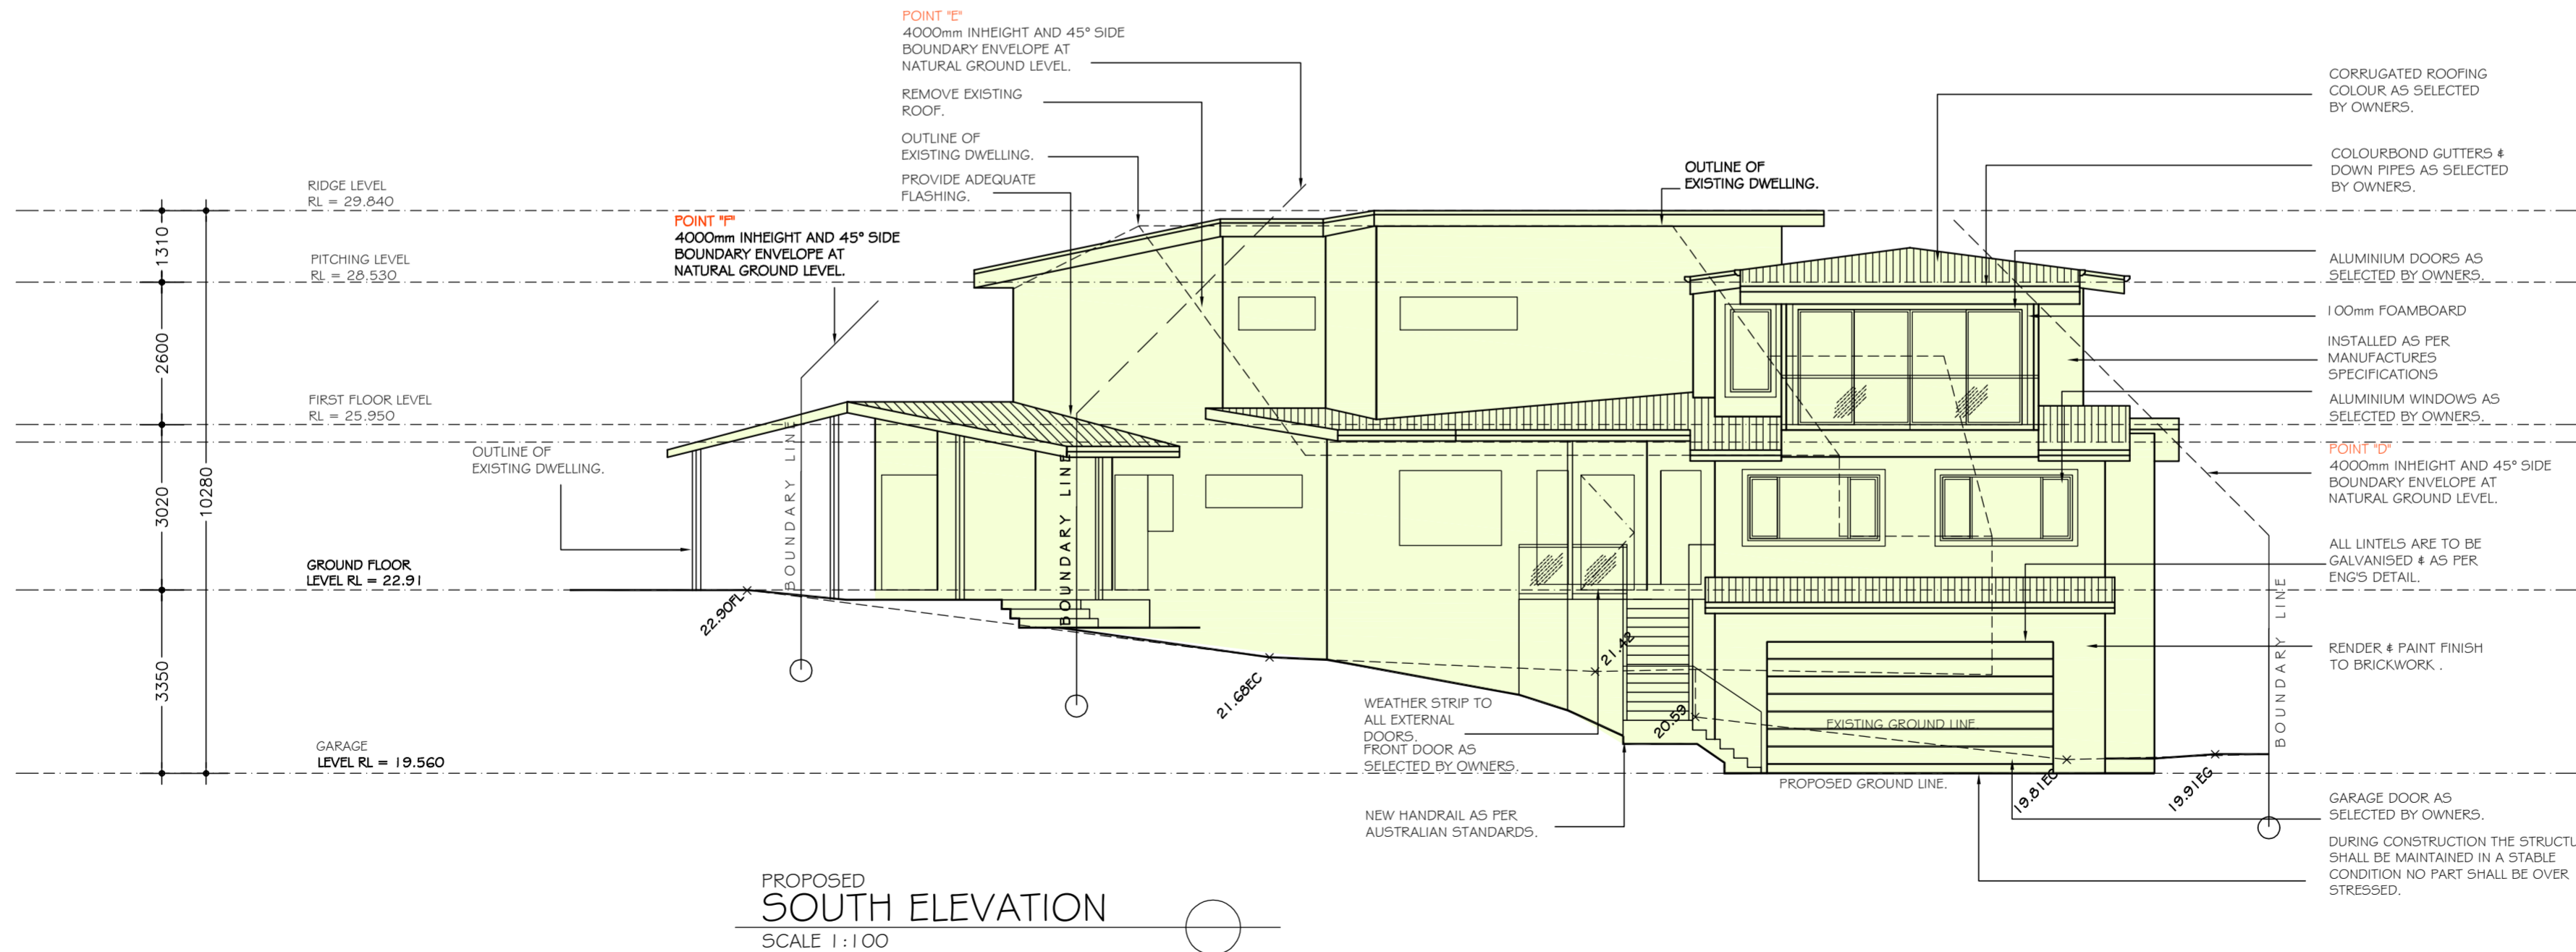 POINT "E"
4000mm INHEIGHT AND 45° SIDE
BOUNDARY ENVELOPE AT
NATURAL GROUND LEVEL.
REMOVE EXISTING
ROOF.
OUTLINE OF
EXISTING DWELLING.
PROVIDE ADEQUATE
FLASHING.
POINT "F"
4000mm INHEIGHT AND 45° SIDE
BOUNDARY ENVELOPE AT
NATURAL GROUND LEVEL.
OUTLINE OF
EXISTING DWELLING.
RIDGE LEVEL
RL = 29.840
PITCHING LEVEL
RL = 28.530
FIRST FLOOR LEVEL
RL = 25.950
OUTLINE OF
EXISTING DWELLING.
GROUND FLOOR
LEVEL RL = 22.91
GARAGE
LEVEL RL = 19.560
1310
2600
3020
3350
10280
BOUNDARY LINE
BOUNDARY LINE
BOUNDARY LINE
22.90FL
21.68EG
21.42
20.59
19.81EG
19.91EG
EXISTING GROUND LINE
PROPOSED GROUND LINE.
WEATHER STRIP TO
ALL EXTERNAL
DOORS.
FRONT DOOR AS
SELECTED BY OWNERS.
NEW HANDRAIL AS PER
AUSTRALIAN STANDARDS.
CORRUGATED ROOFING
COLOUR AS SELECTED
BY OWNERS.
COLOURBOND GUTTERS &
DOWN PIPES AS SELECTED
BY OWNERS.
ALUMINIUM DOORS AS
SELECTED BY OWNERS.
100mm FOAMBOARD
INSTALLED AS PER
MANUFACTURES
SPECIFICATIONS
ALUMINIUM WINDOWS AS
SELECTED BY OWNERS.
POINT "D"
4000mm INHEIGHT AND 45° SIDE
BOUNDARY ENVELOPE AT
NATURAL GROUND LEVEL.
ALL LINTELS ARE TO BE
GALVANISED & AS PER
ENG'S DETAIL.
RENDER & PAINT FINISH
TO BRICKWORK .
GARAGE DOOR AS
SELECTED BY OWNERS.
DURING CONSTRUCTION THE STRUCTU
SHALL BE MAINTAINED IN A STABLE
CONDITION NO PART SHALL BE OVER
STRESSED.
PROPOSED
SOUTH ELEVATION
SCALE 1:100